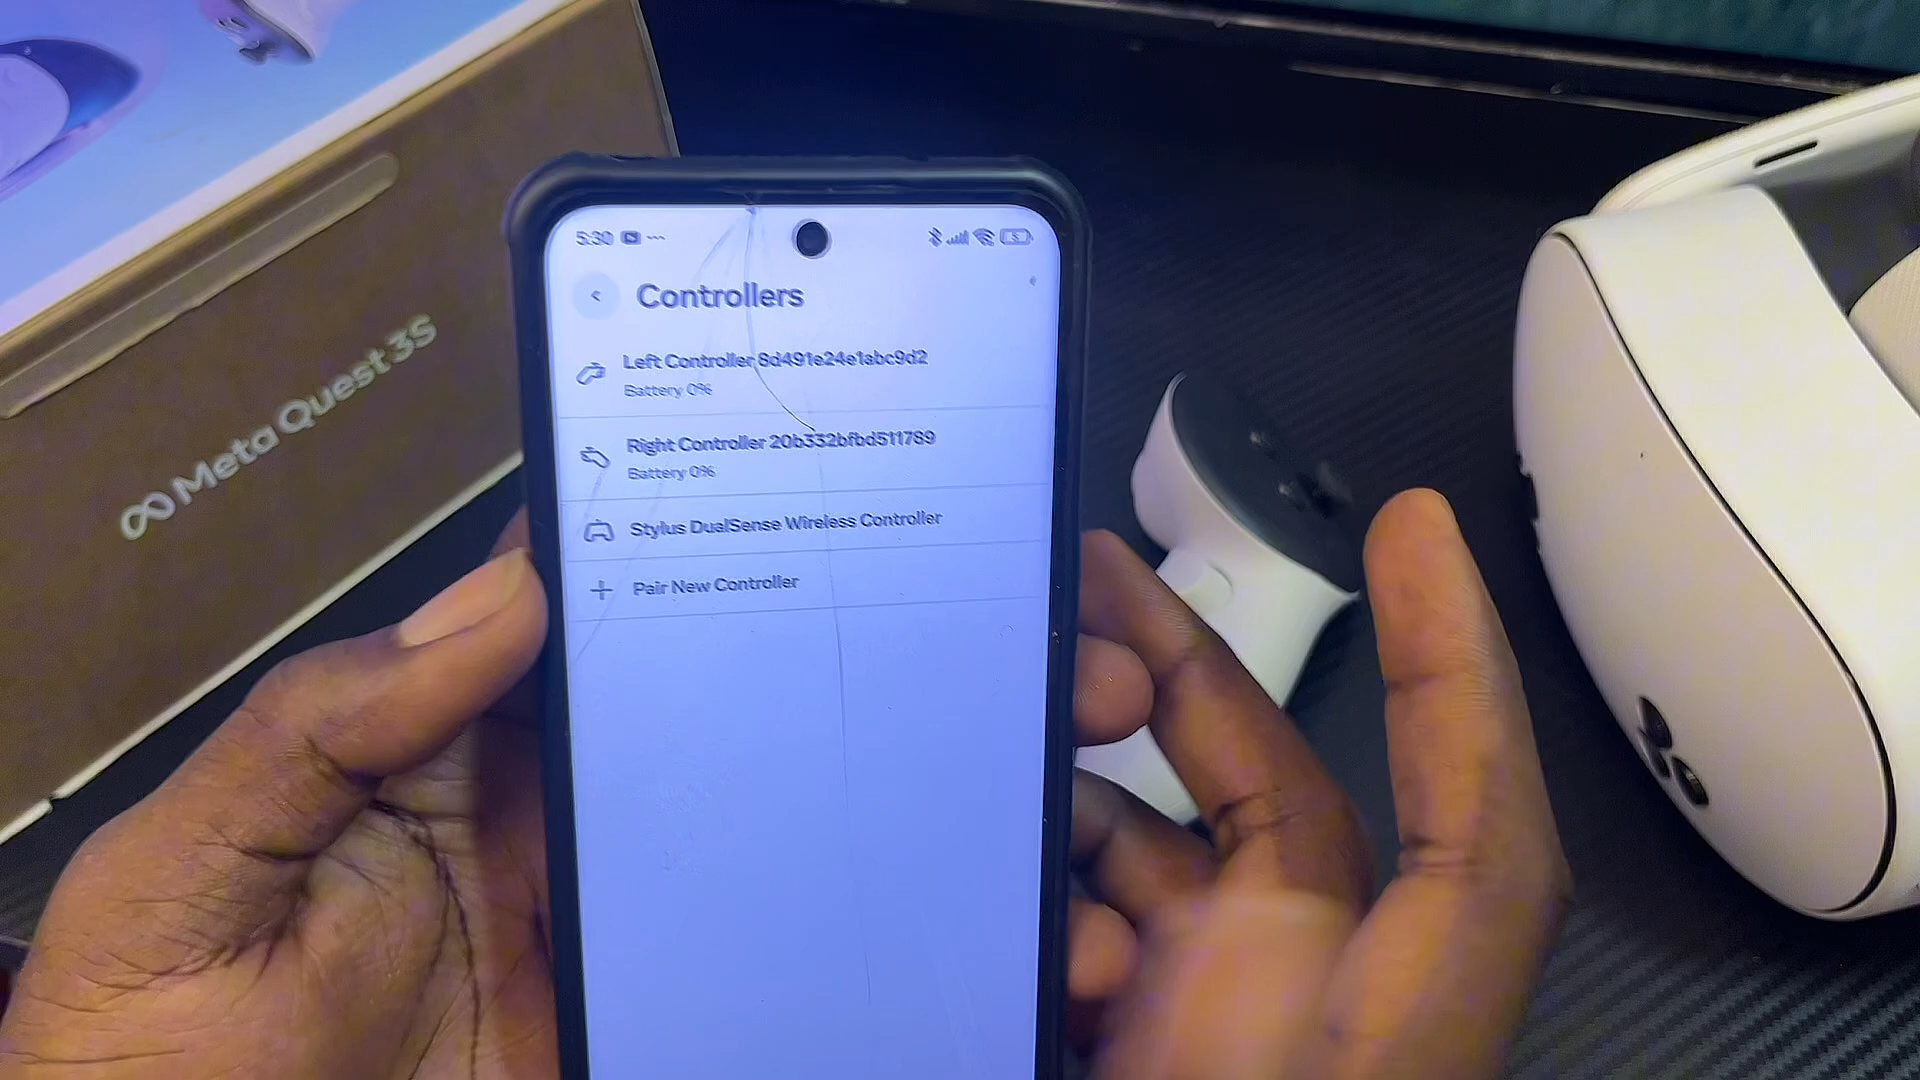 5:30
5
Controllers
Left Controller 8d491e24e1abc9d2
Battery 0%
Right Controller 20b332bfbd511789
Battery 0%
Stylus DualSense Wireless Controller
Pair New Controller
Meta Quest 3S